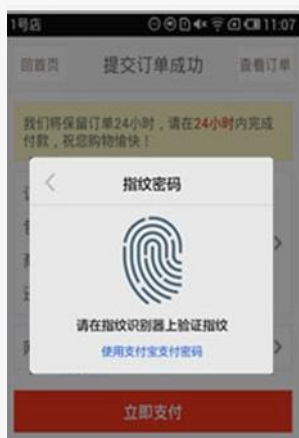 1号店 11:07
回首页 提交订单成功 查看订单
我们将保留订单24小时，请在24小时内完成
付款，祝您购物愉快！
指纹密码
请在指纹识别器上验证指纹
使用支付宝支付密码
立即支付